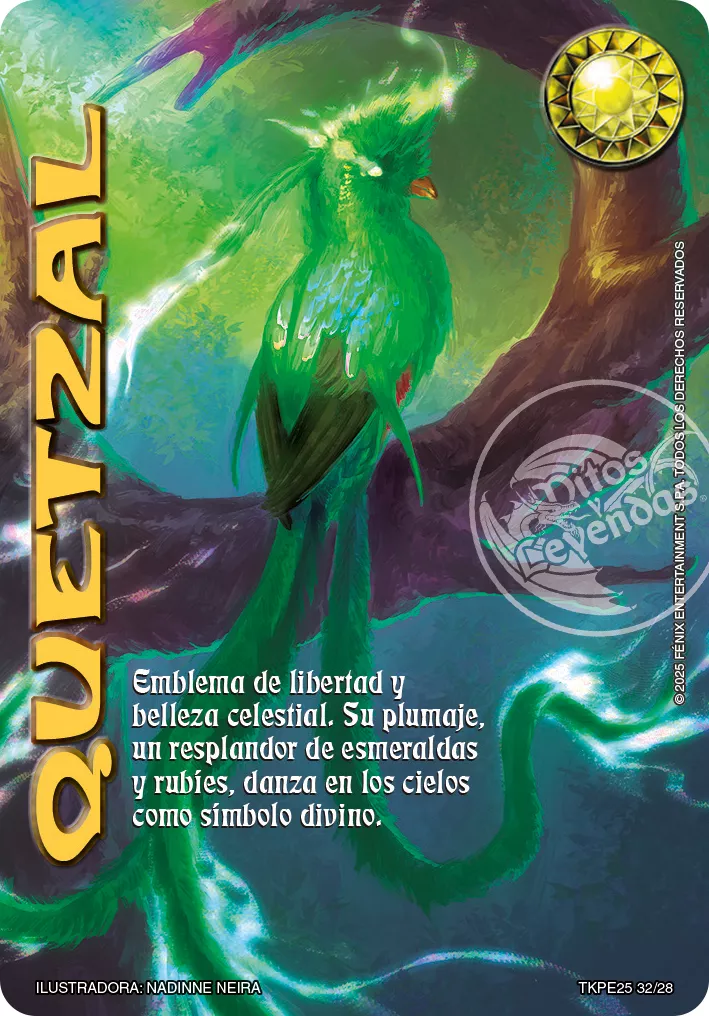 QUETZAL
Emblema de libertad y
belleza celestial. Su plumaje,
un resplandor de esmeraldas
y rubíes, danza en los cielos
como símbolo divino.
Mitos
y
Leyendas®
© 2025 FÉNIX ENTERTAINMENT S.P.A. TODOS LOS DERECHOS RESERVADOS
ILUSTRADORA: NADINNE NEIRA
TKPE25 32/28